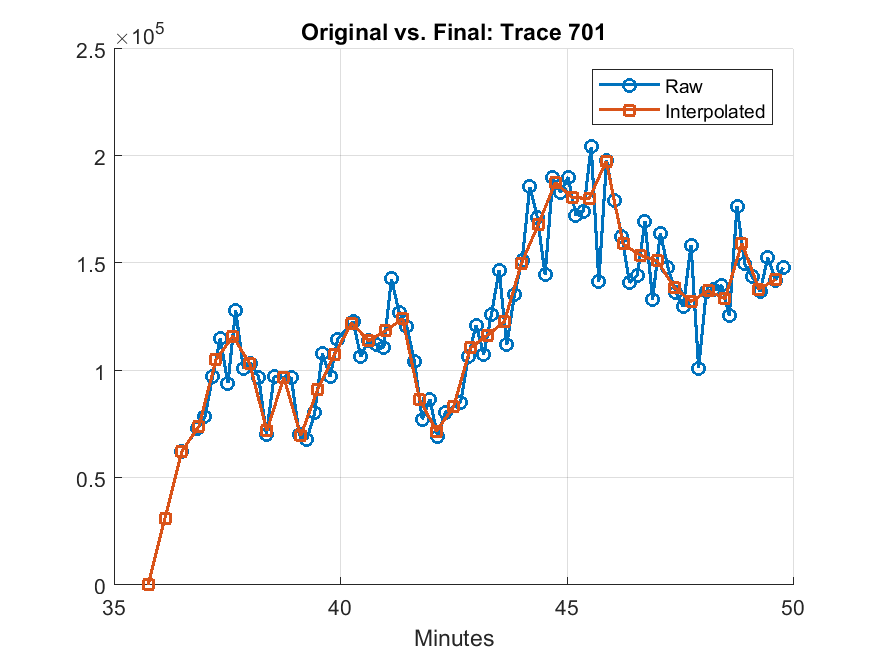 Original vs. Final: Trace 701
×10^5
2.5
2
1.5
1
0.5
0
35
40
45
50
Minutes
Raw
Interpolated